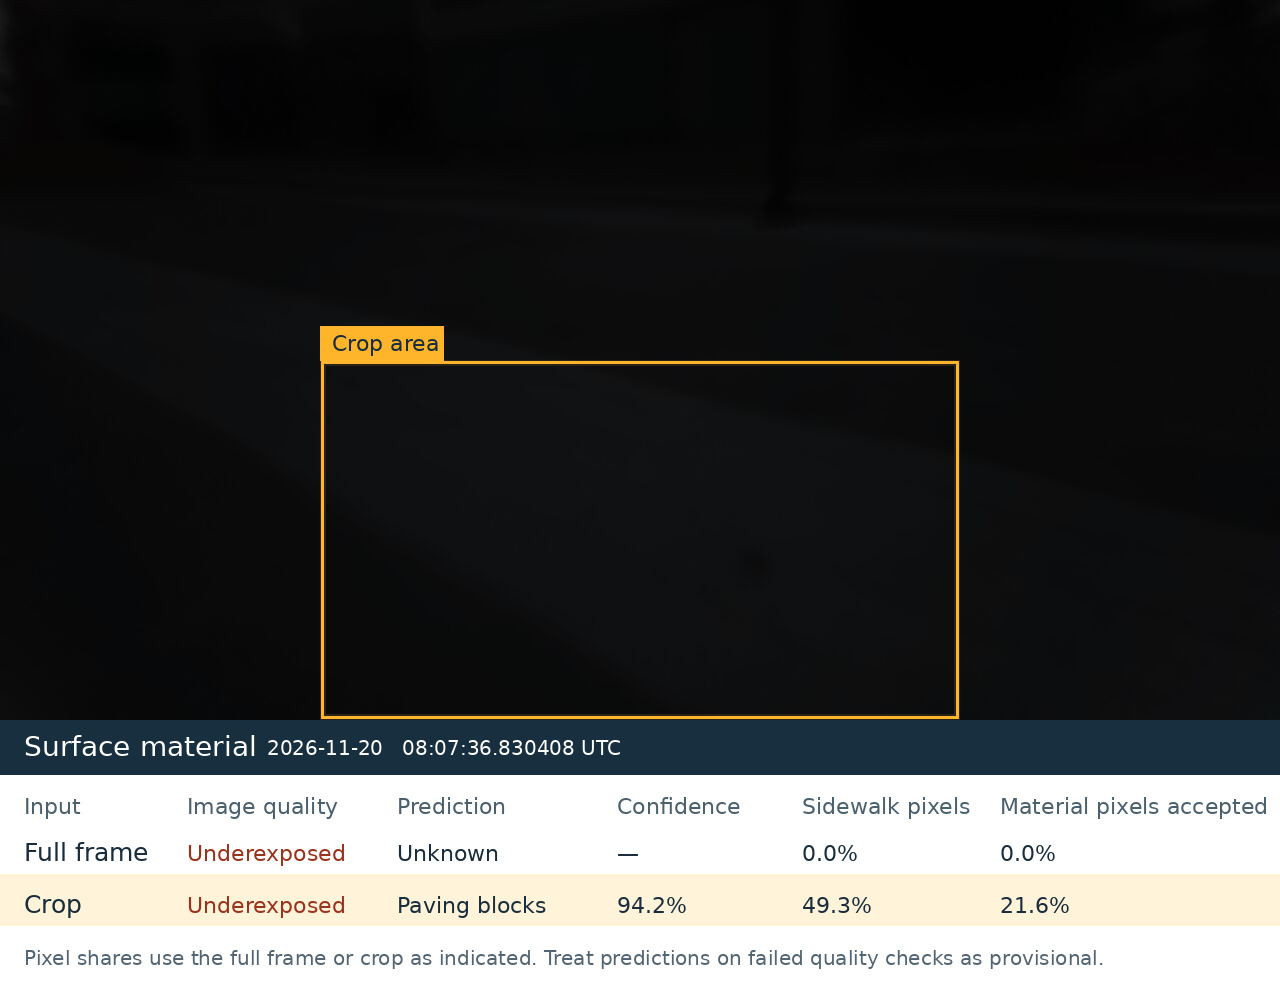 Crop area
Surface material 2026-11-20 08:07:36.830408 UTC
Input Image quality Prediction Confidence Sidewalk pixels Material pixels accepted
Full frame Underexposed Unknown — 0.0% 0.0%
Crop Underexposed Paving blocks 94.2% 49.3% 21.6%
Pixel shares use the full frame or crop as indicated. Treat predictions on failed quality checks as provisional.